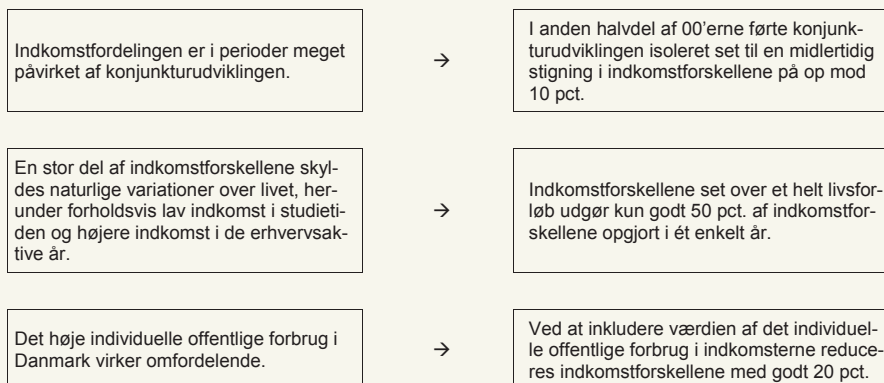 Indkomstfordelingen er i perioder meget
påvirket af konjunkturudviklingen.
→
I anden halvdel af 00'erne førte konjunk-
turudviklingen isoleret set til en midlertidig
stigning i indkomstforskellene på op mod
10 pct.
En stor del af indkomstforskellene skyl-
des naturlige variationer over livet, her-
under forholdsvis lav indkomst i studieti-
den og højere indkomst i de erhvervsak-
tive år.
→
Indkomstforskellene set over et helt livsfor-
løb udgør kun godt 50 pct. af indkomstfor-
skellene opgjort i ét enkelt år.
Det høje individuelle offentlige forbrug i
Danmark virker omfordelende.
→
Ved at inkludere værdien af det individuel-
le offentlige forbrug i indkomsterne reduce-
res indkomstforskellene med godt 20 pct.